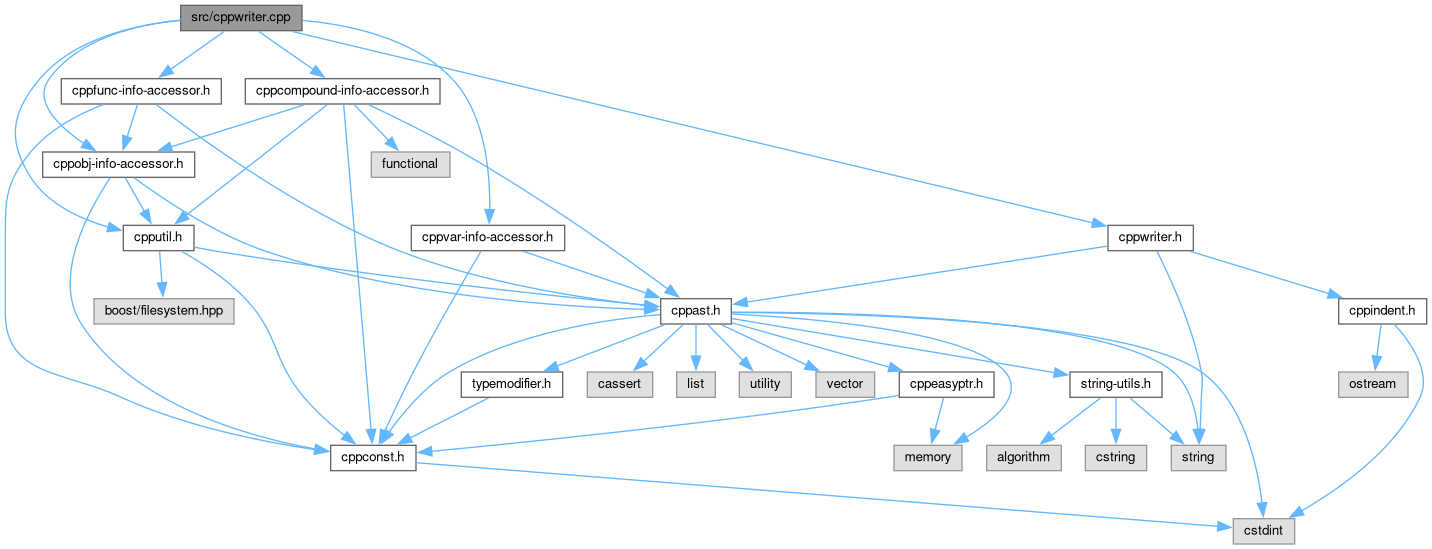 src/cppwriter.cpp
cppfunc-info-accessor.h
cppcompound-info-accessor.h
cppobj-info-accessor.h
functional
cpputil.h
cppvar-info-accessor.h
cppwriter.h
boost/filesystem.hpp
cppast.h
cppindent.h
typemodifier.h
cassert
list
utility
vector
cppeasyptr.h
string-utils.h
ostream
cppconst.h
memory
algorithm
cstring
string
cstdint